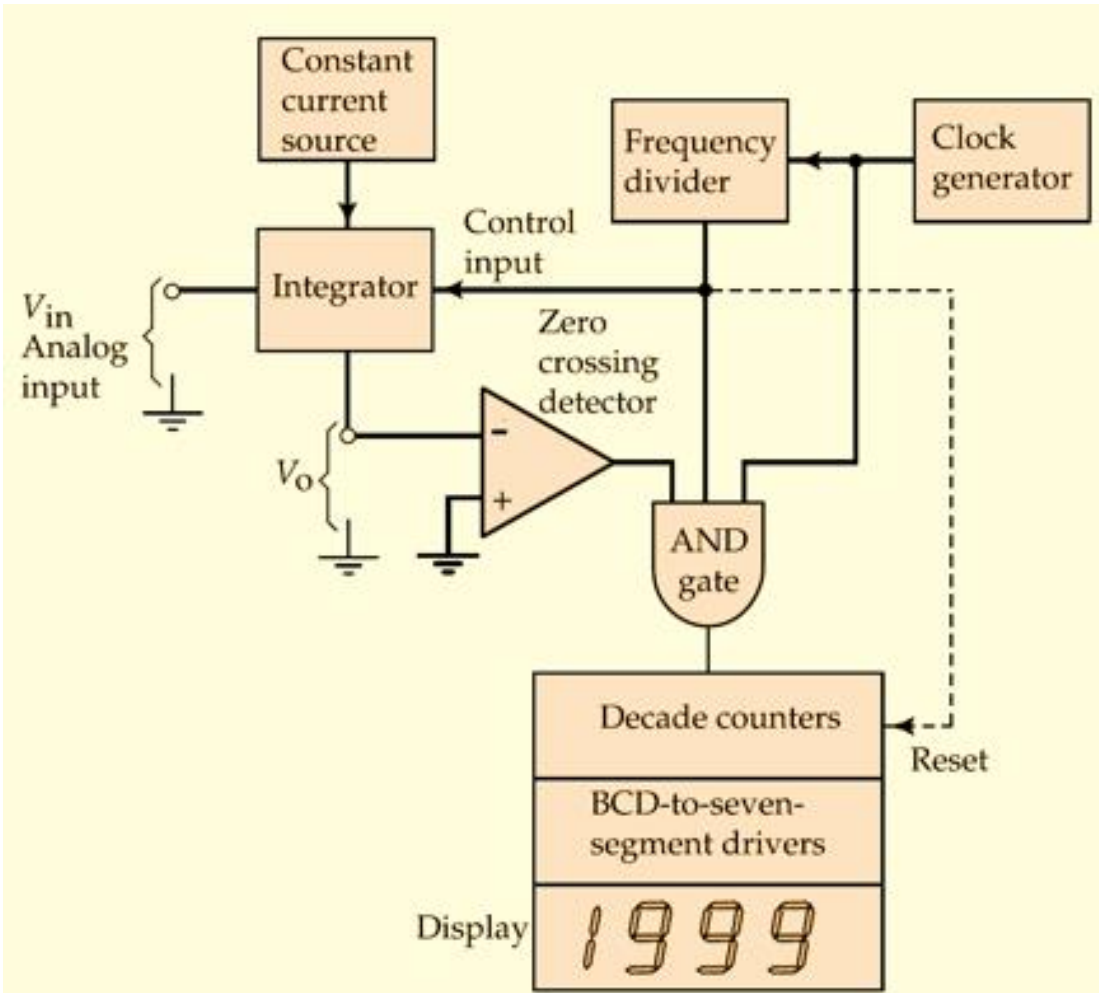 Constant
current
source
Frequency
divider
Clock
generator
Control
input
Integrator
Vin
Analog
input
Zero
crossing
detector
-
+
Vo
AND
gate
Decade counters
Reset
BCD-to-seven-
segment drivers
Display
1999